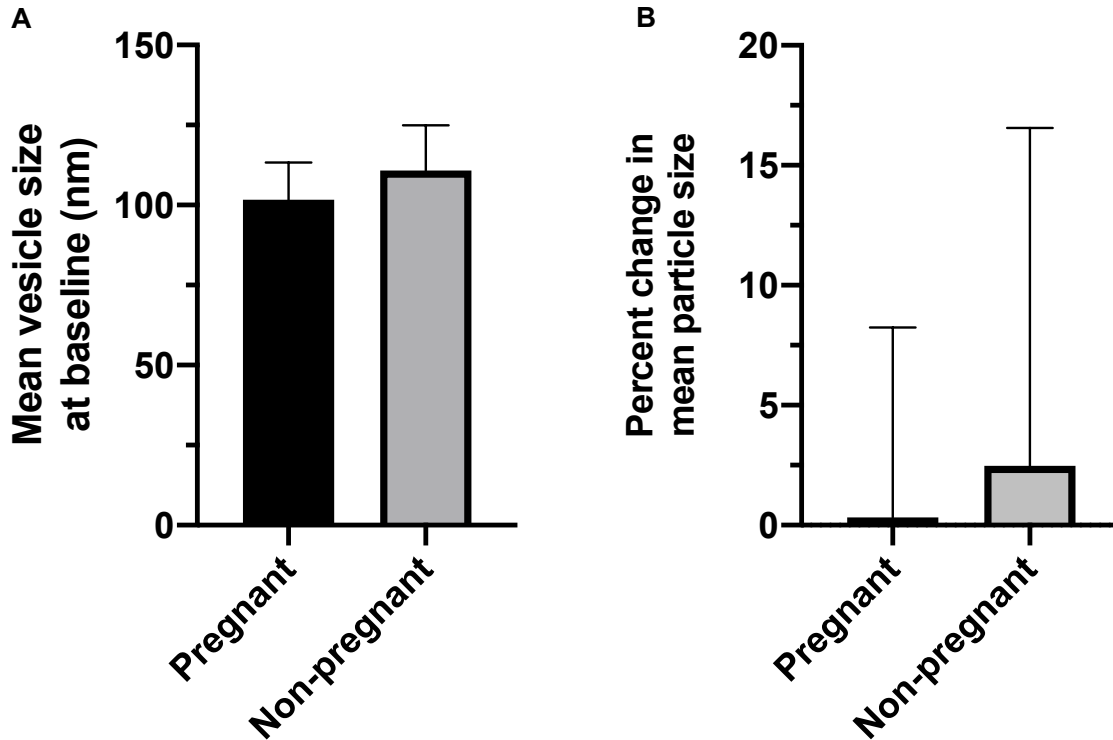 A
Mean vesicle size
at baseline (nm)
150
100
50
0
Pregnant
Non-pregnant
B
Percent change in
mean particle size
20
15
10
5
0
Pregnant
Non-pregnant